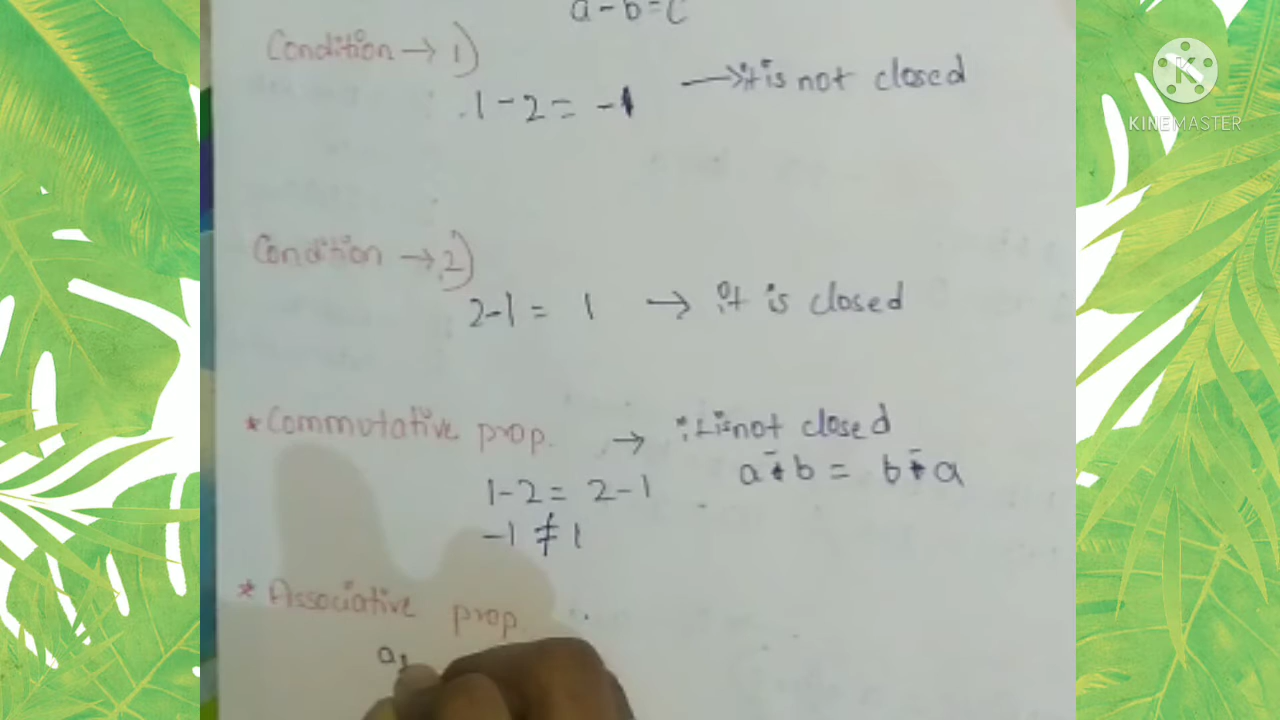 a - b = c
Condition → 1)
1 - 2 = -1 → it is not closed
KINEMASTER
Condition → 2)
2 - 1 = 1 → it is closed
* Commutative prop. → it is not closed
a - b = b - a
1 - 2 = 2 - 1
-1 ≠ 1
* Associative prop.
a